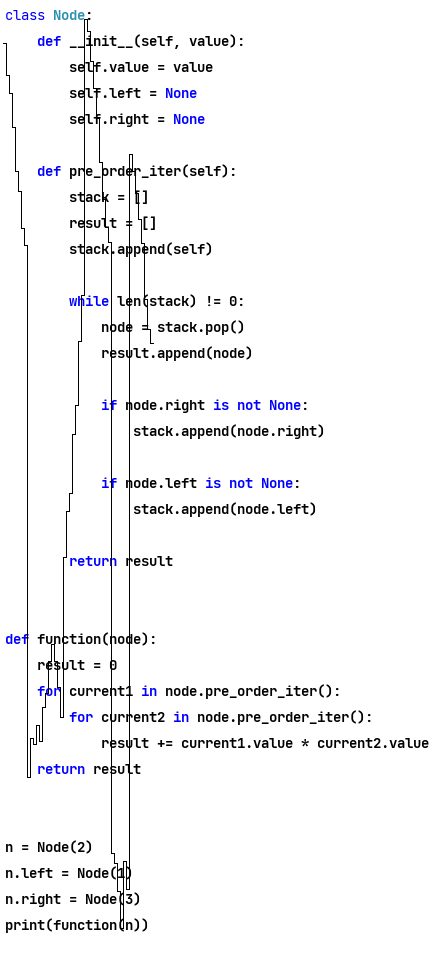 class Node:
    def __init__(self, value):
        self.value = value
        self.left = None
        self.right = None

    def pre_order_iter(self):
        stack = []
        result = []
        stack.append(self)

        while len(stack) != 0:
            node = stack.pop()
            result.append(node)

            if node.right is not None:
                stack.append(node.right)

            if node.left is not None:
                stack.append(node.left)

        return result


def function(node):
    result = 0
    for current1 in node.pre_order_iter():
        for current2 in node.pre_order_iter():
            result += current1.value * current2.value
    return result


n = Node(2)
n.left = Node(1)
n.right = Node(3)
print(function(n))